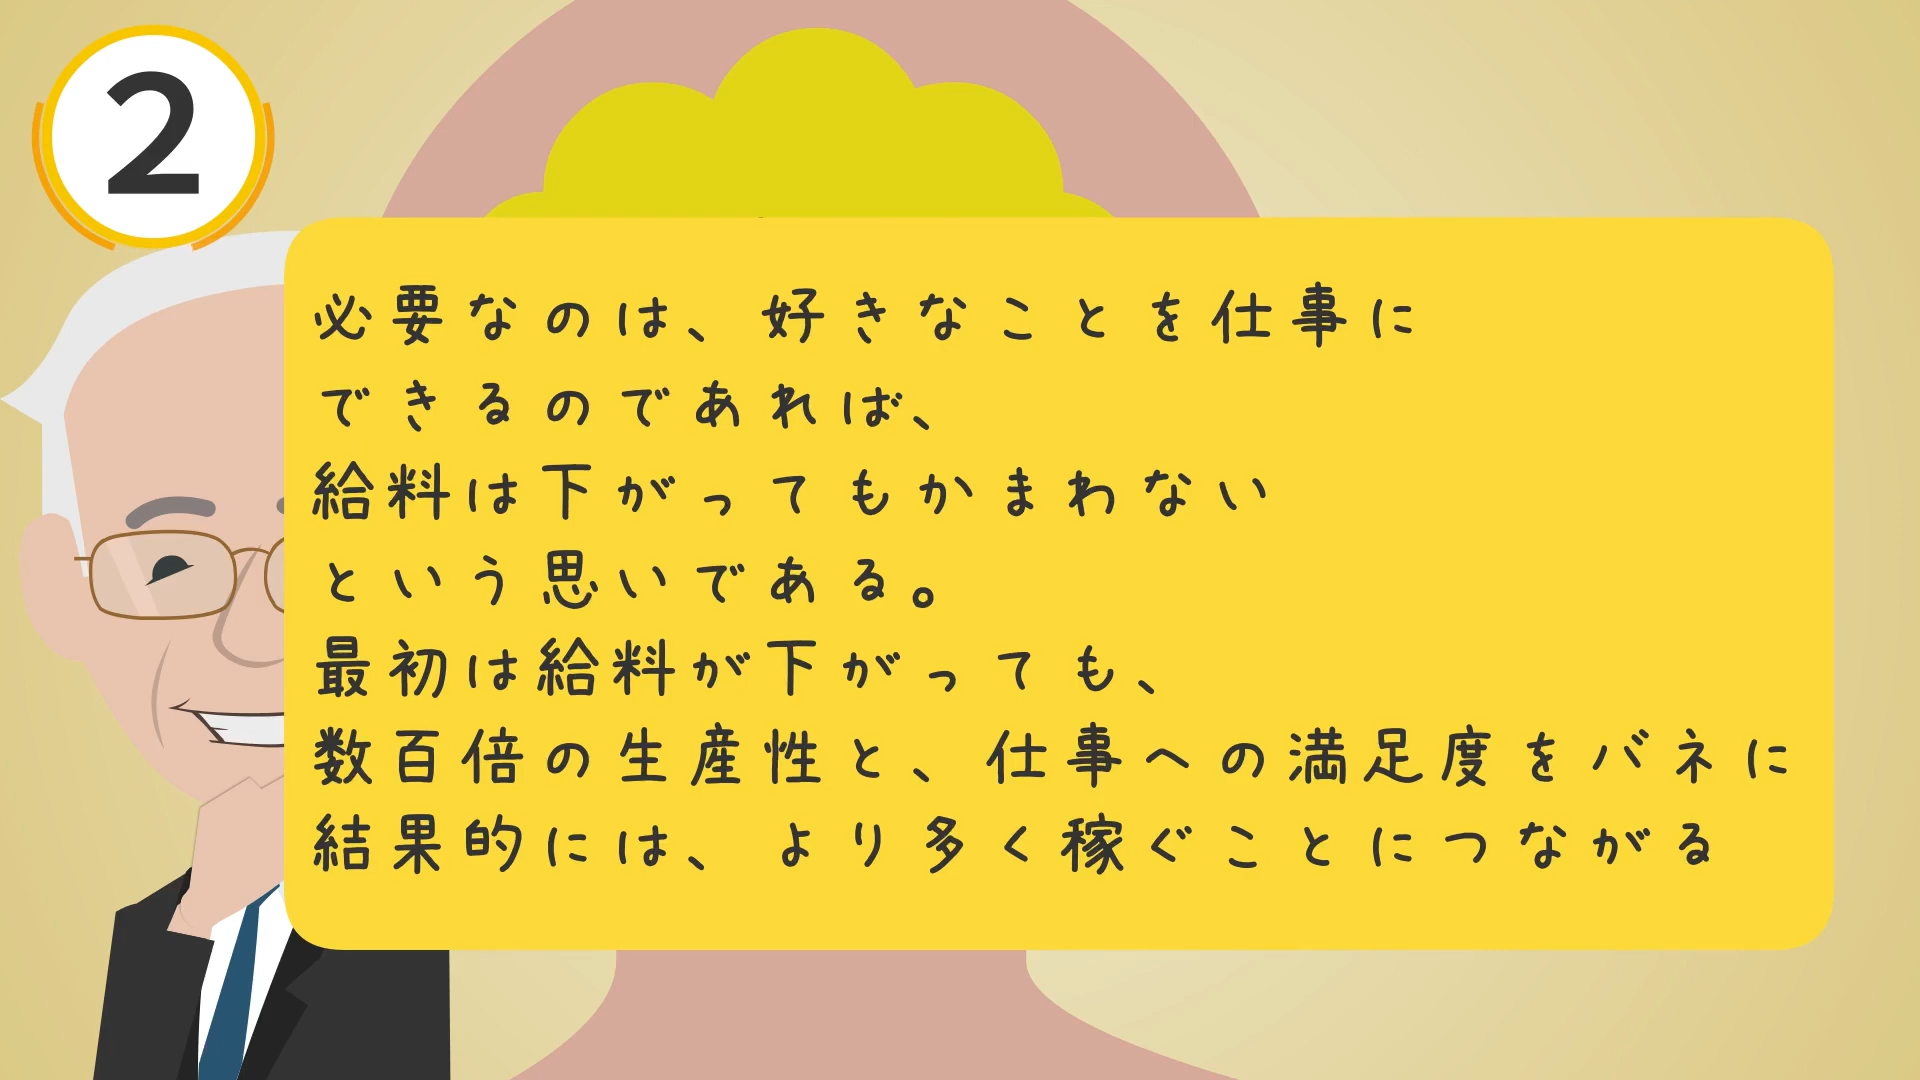 2
必要なのは、好きなことを仕事に
できるのであれば、
給料は下がってもかまわない
という思いである。
最初は給料が下がっても、
数百倍の生産性と、仕事への満足度をバネに
結果的には、より多く稼ぐことにつながる